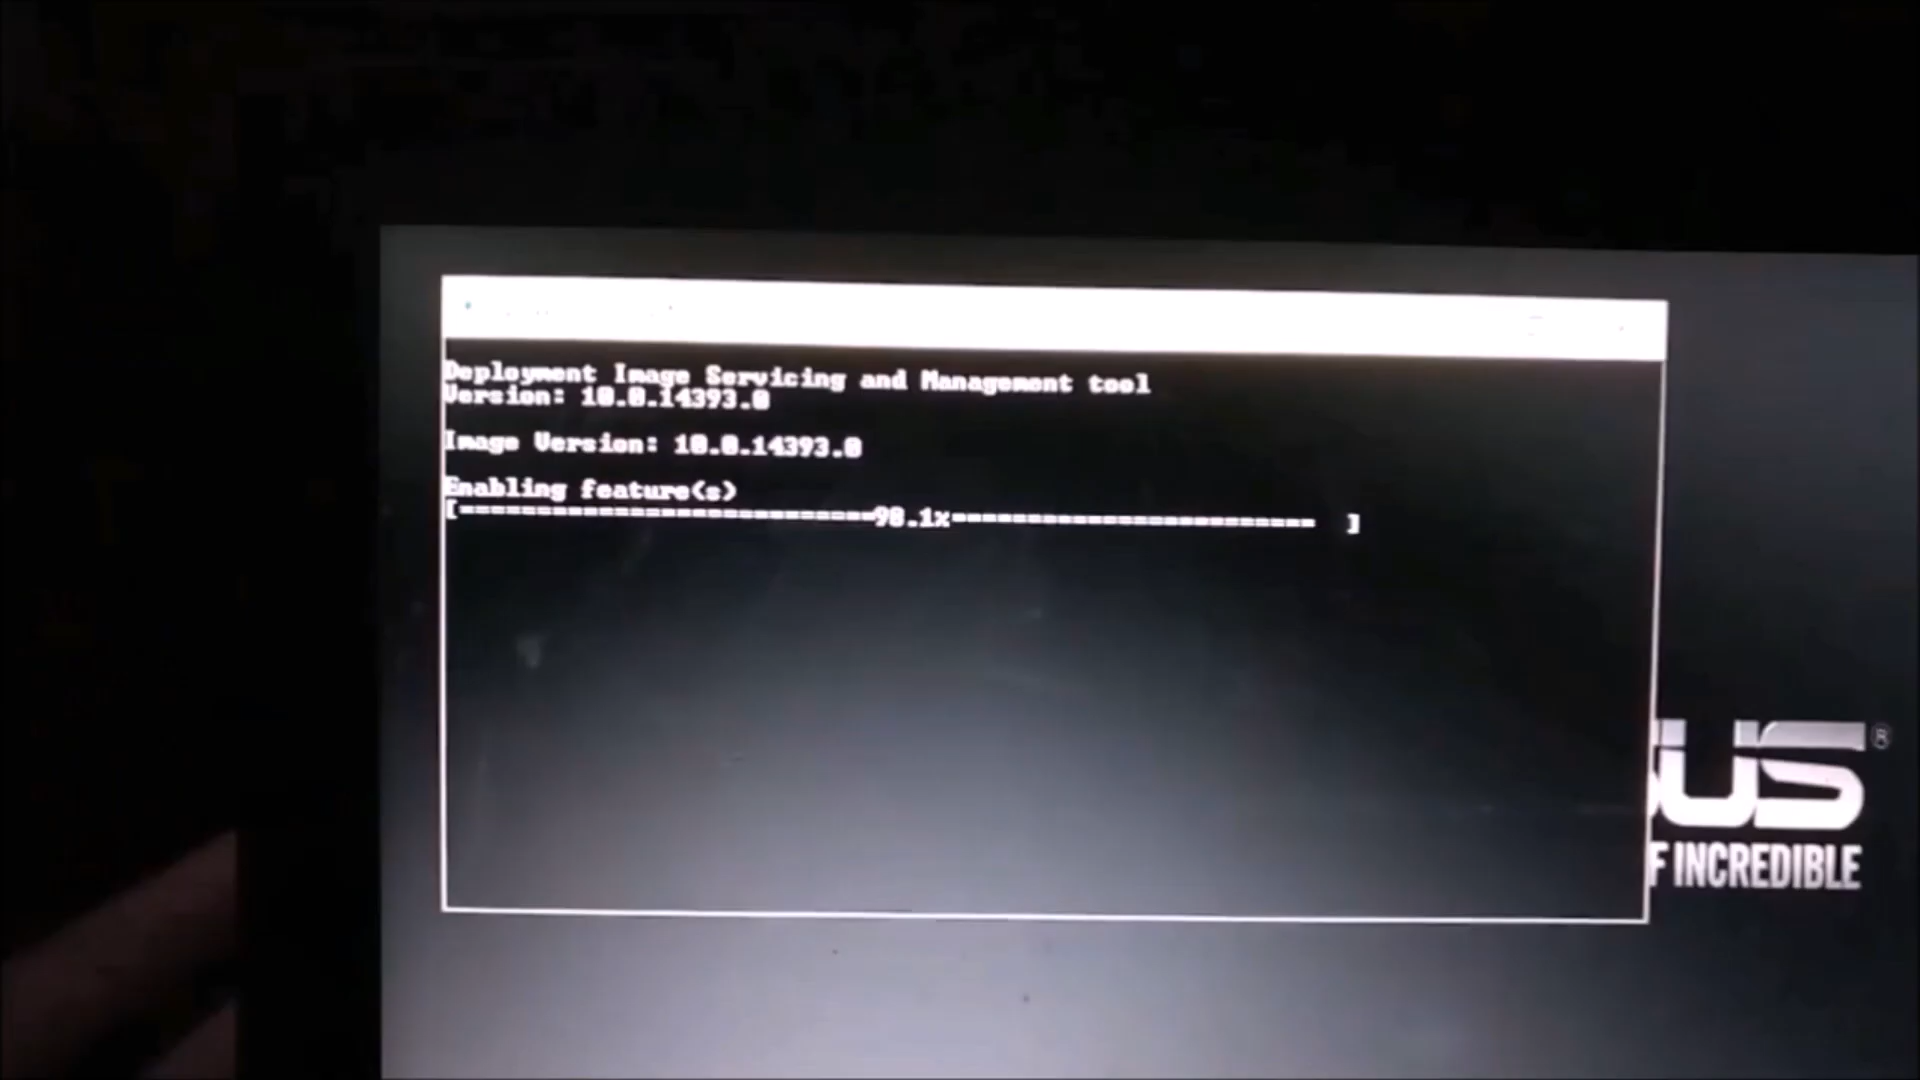 Deployment Image Servicing and Management tool
Version: 10.0.14393.0
Image Version: 10.0.14393.0
Enabling feature(s)
[===========================98.1%======================== ]
SUS®
F INCREDIBLE